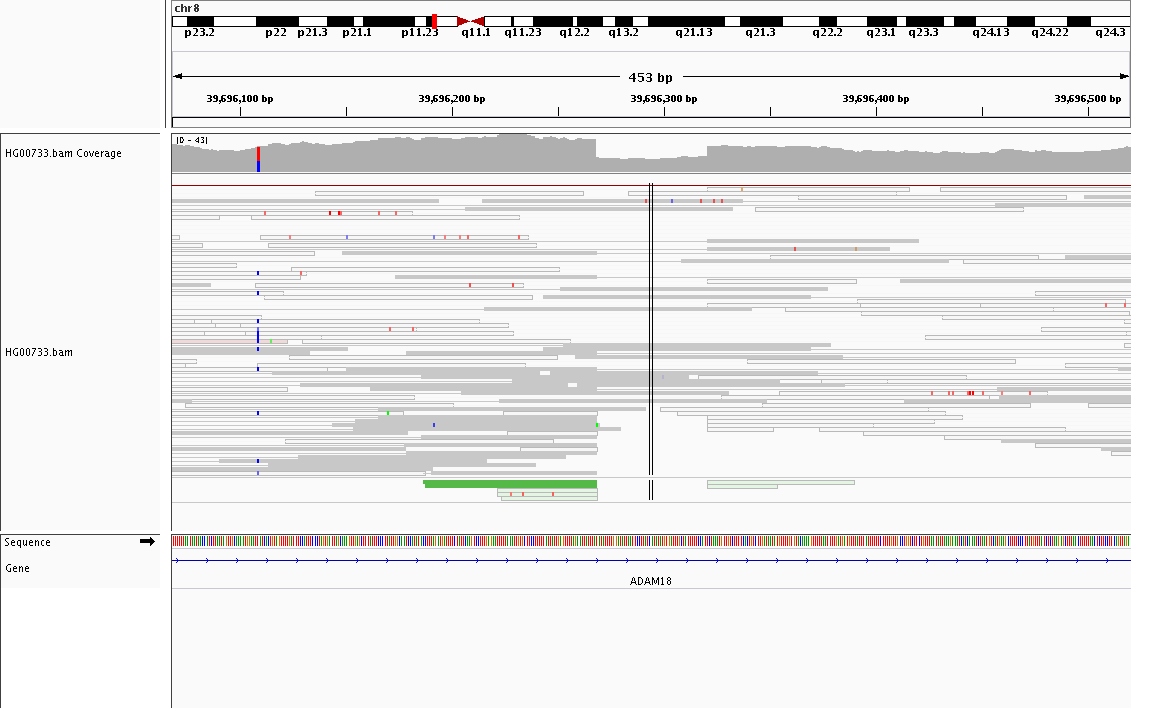 chr8
p23.2 p22 p21.3 p21.1 p11.23 q11.1 q11.23 q12.2 q13.2 q21.13 q21.3 q22.2 q23.1 q23.3 q24.13 q24.22 q24.3
453 bp
39,696,100 bp 39,696,200 bp 39,696,300 bp 39,696,400 bp 39,696,500 bp
[0 - 43]
HG00733.bam Coverage
HG00733.bam
Sequence
Gene
ADAM18